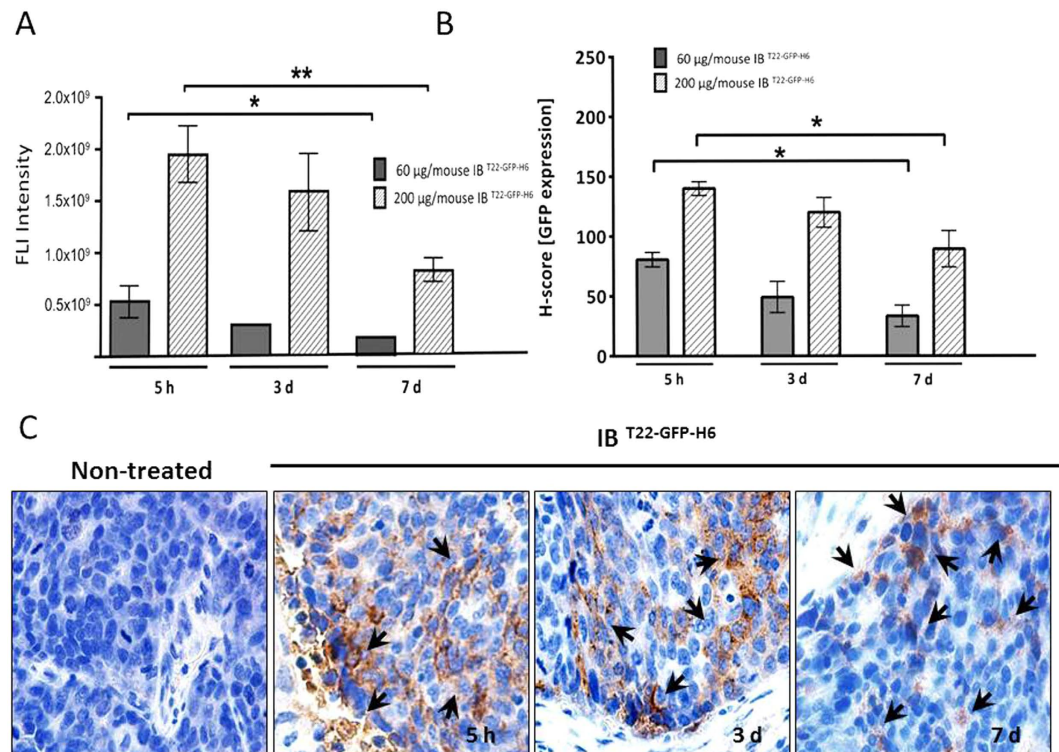 A
B
**
*
2.0x10⁹
2.0x10⁹
1.5x10⁹
1.0x10⁹
0.5x10⁹
FLI Intensity
60 µg/mouse IB T22-GFP-H6
200 µg/mouse IB T22-GFP-H6
5 h 3 d 7 d
60 µg/mouse IB T22-GFP-H6
200 µg/mouse IB T22-GFP-H6
*
*
250
200
150
100
50
0
H-score [GFP expression]
5 h 3 d 7 d
C
IB T22-GFP-H6
Non-treated
5 h 3 d 7 d